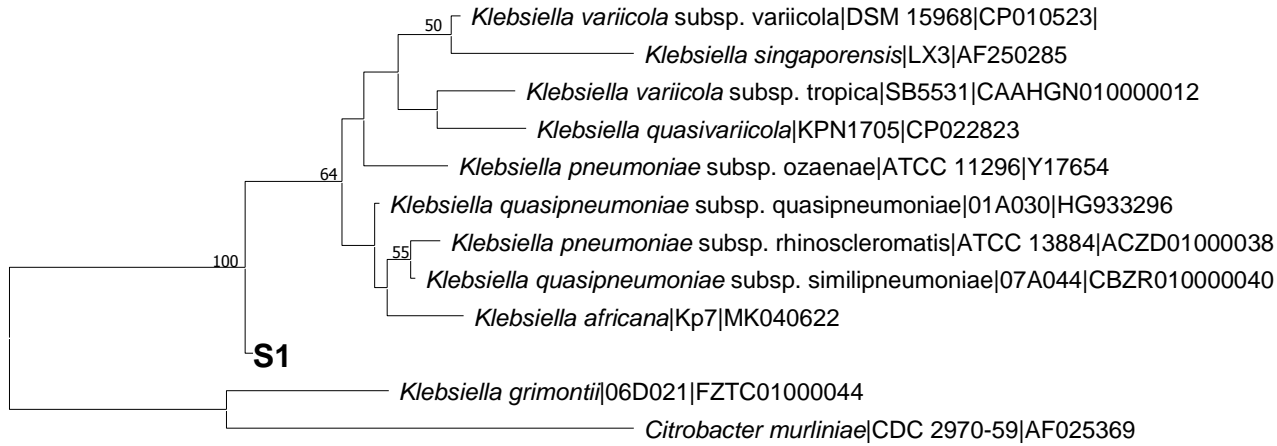 50
Klebsiella variicola subsp. variicola|DSM 15968|CP010523|
Klebsiella singaporensis|LX3|AF250285
Klebsiella variicola subsp. tropica|SB5531|CAAHGN010000012
Klebsiella quasivariicola|KPN1705|CP022823
Klebsiella pneumoniae subsp. ozaenae|ATCC 11296|Y17654
64
Klebsiella quasipneumoniae subsp. quasipneumoniae|01A030|HG933296
Klebsiella pneumoniae subsp. rhinoscleromatis|ATCC 13884|ACZD01000038
55
Klebsiella quasipneumoniae subsp. similipneumoniae|07A044|CBZR010000040
100
Klebsiella africana|Kp7|MK040622
S1
Klebsiella grimontii|06D021|FZTC01000044
Citrobacter murliniae|CDC 2970-59|AF025369